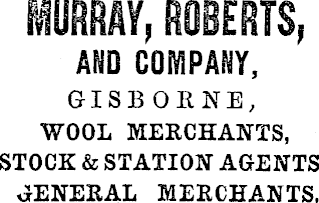 MURRAY, ROBERTS,
AND COMPANY,
GISBORNE,
WOOL MERCHANTS,
STOCK & STATION AGENTS
GENERAL MERCHANTS.